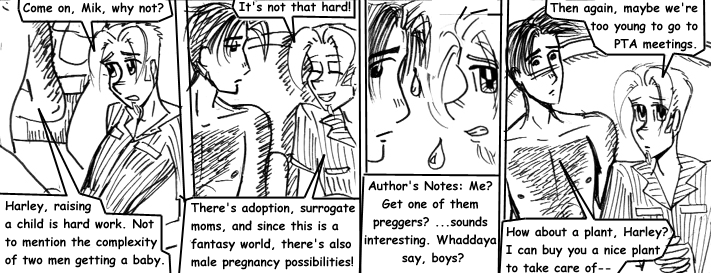 Come on, Mik, why not?
Harley, raising
a child is hard work. Not
to mention the complexity
of two men getting a baby.
It's not that hard!
There's adoption, surrogate
moms, and since this is a
fantasy world, there's also
male pregnancy possibilities!
Author's Notes: Me?
Get one of them
preggers? ...sounds
interesting. Whaddaya
say, boys?
Then again, maybe we're
too young to go to
PTA meetings.
How about a plant, Harley?
I can buy you a nice plant
to take care of--